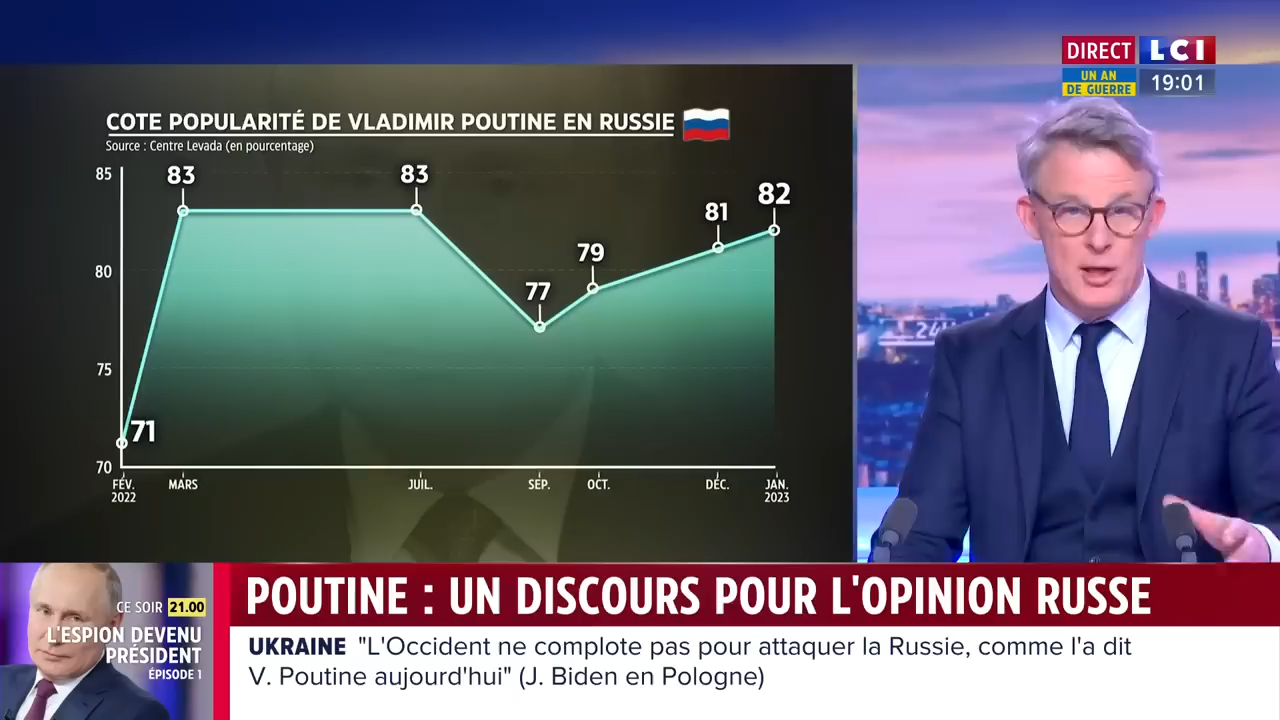 DIRECT LCI
UN AN
DE GUERRE
19:01
COTE POPULARITÉ DE VLADIMIR POUTINE EN RUSSIE
Source : Centre Levada (en pourcentage)
85
80
75
70
71
83
83
77
79
81
82
FÉV.
2022
MARS
JUIL.
SEP.
OCT.
DÉC.
JAN.
2023
24H
CE SOIR 21.00
L'ESPION DEVENU
PRÉSIDENT
ÉPISODE 1
POUTINE : UN DISCOURS POUR L'OPINION RUSSE
UKRAINE "L'Occident ne complote pas pour attaquer la Russie, comme l'a dit
V. Poutine aujourd'hui" (J. Biden en Pologne)